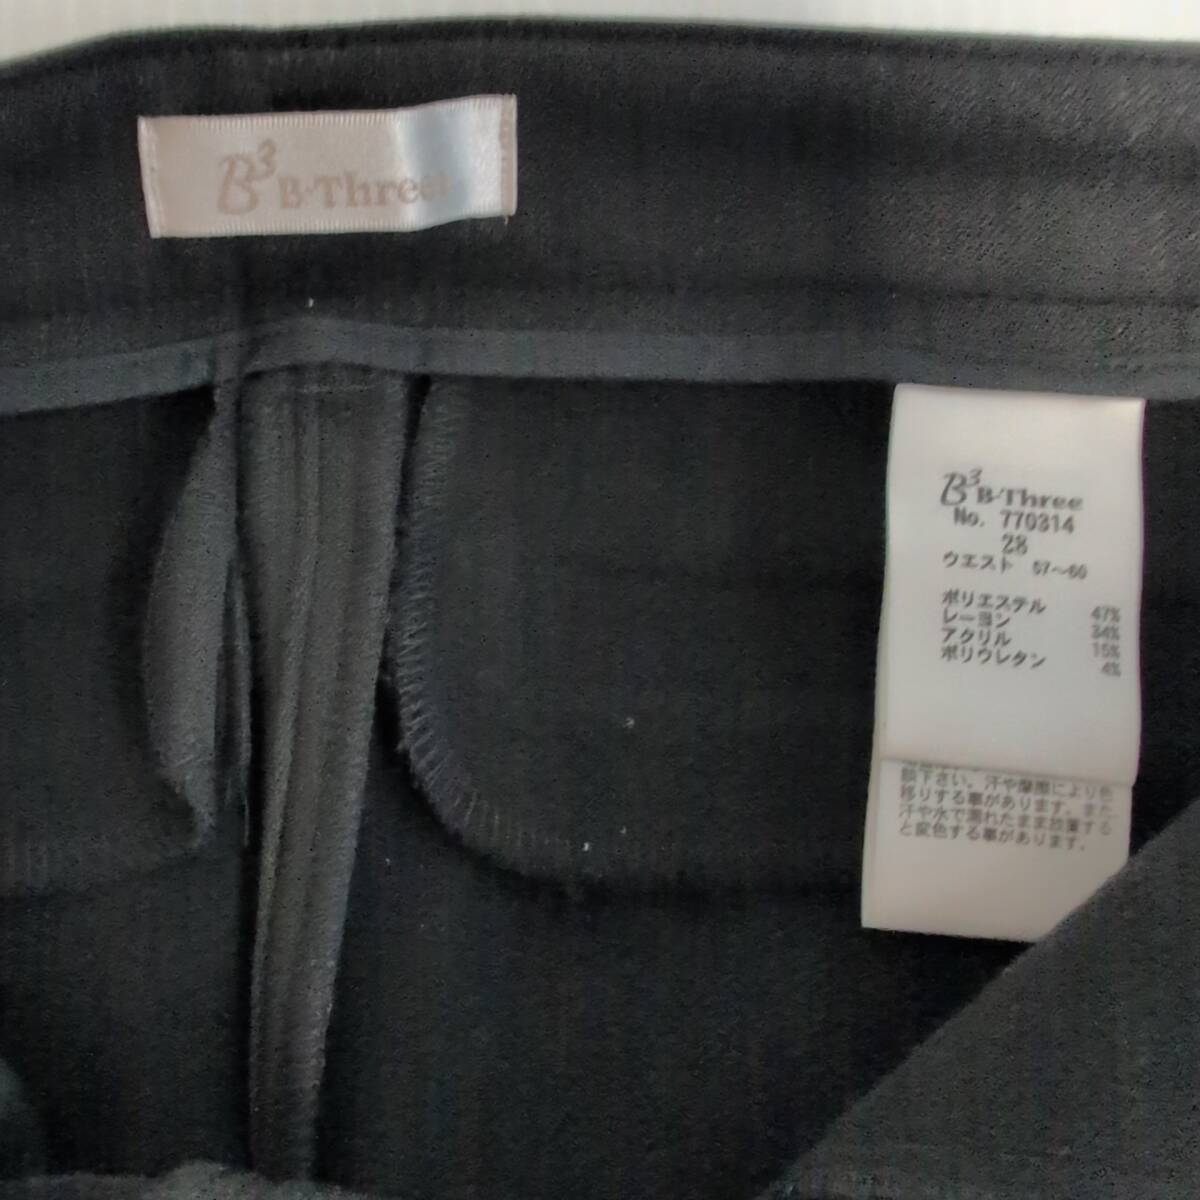 B³ B-Three
B³ B-Three
No. 770314
28
ウエスト 57〜60
ポリエステル 47%
レーヨン 34%
アクリル 15%
ポリウレタン 4%
願下さい。汗や摩擦により色
移りする事があります。また
汗や水で濡れたまま放置する
と変色する事があります。